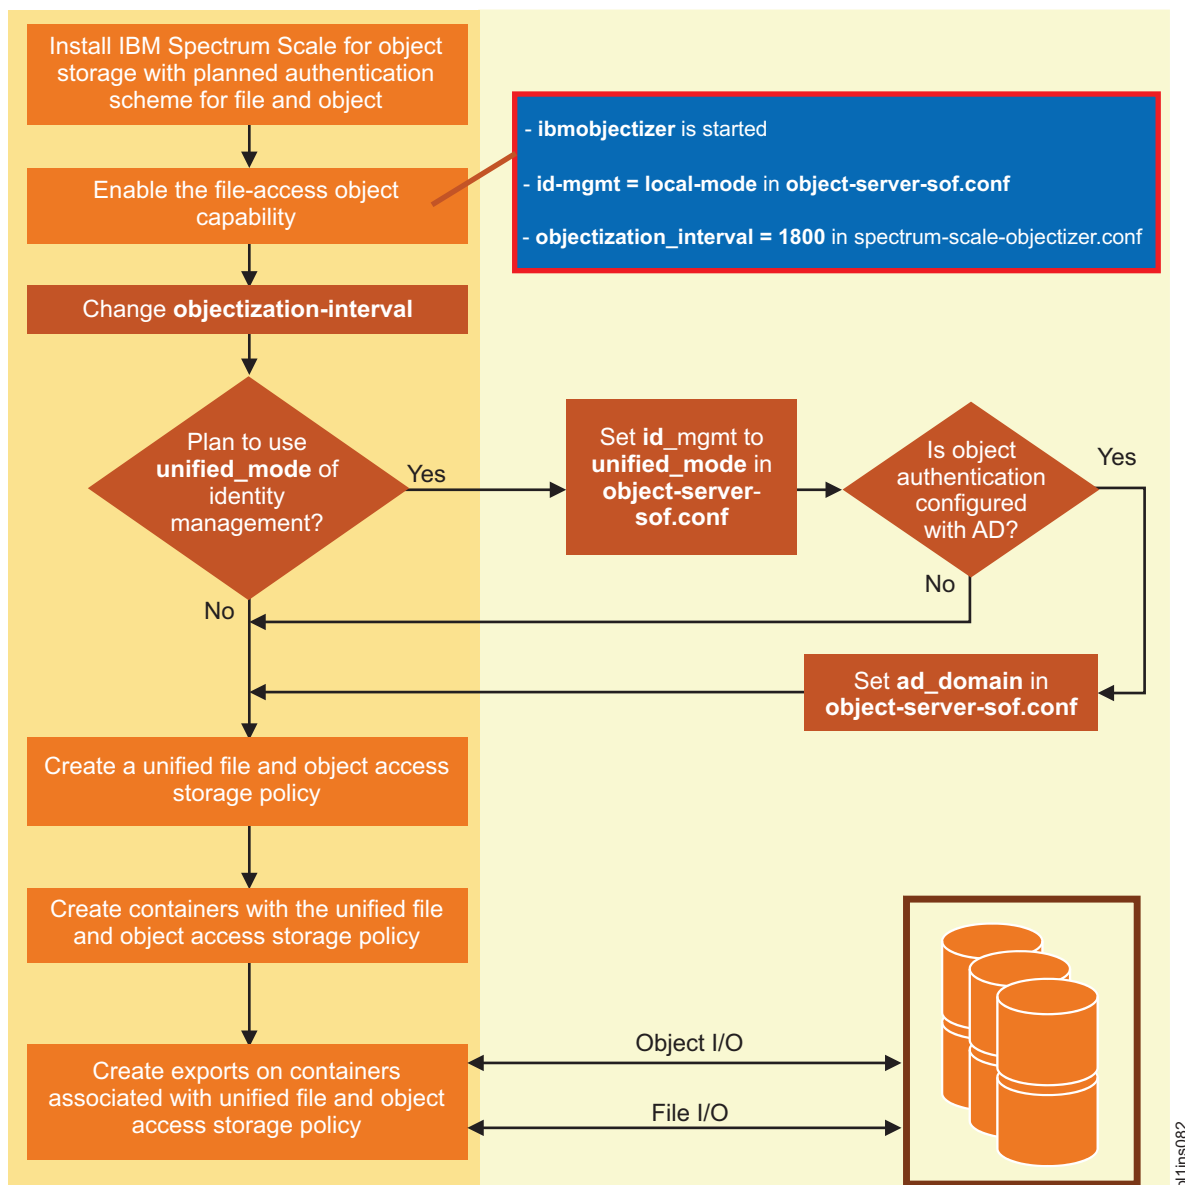 Install IBM Spectrum Scale for object
storage with planned authentication
scheme for file and object
- ibmobjectizer is started
- id-mgmt = local-mode in object-server-sof.conf
- objectization_interval = 1800 in spectrum-scale-objectizer.conf
Enable the file-access object
capability
Change objectization-interval
Plan to use
unified_mode of
identity
management?
Yes
Set id_mgmt to
unified_mode in
object-server-
sof.conf
Is object
authentication
configured
with AD?
Yes
No
No
Set ad_domain in
object-server-sof.conf
Create a unified file and object access
storage policy
Create containers with the unified file
and object access storage policy
Create exports on containers
associated with unified file and object
access storage policy
Object I/O
File I/O